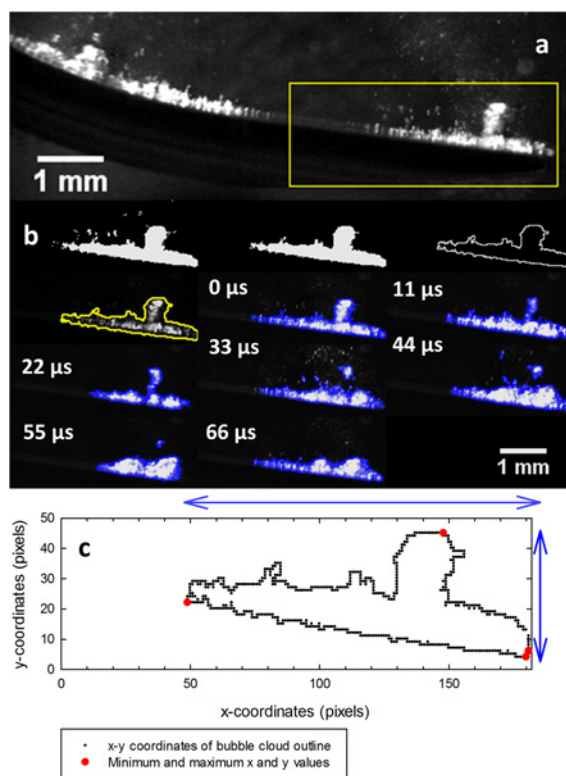 a
1 mm
b
0 µs
11 µs
22 µs
33 µs
44 µs
55 µs
66 µs
1 mm
c
50
40
30
20
10
0
y-coordinates (pixels)
0 50 100 150
x-coordinates (pixels)
x-y coordinates of bubble cloud outline
Minimum and maximum x and y values